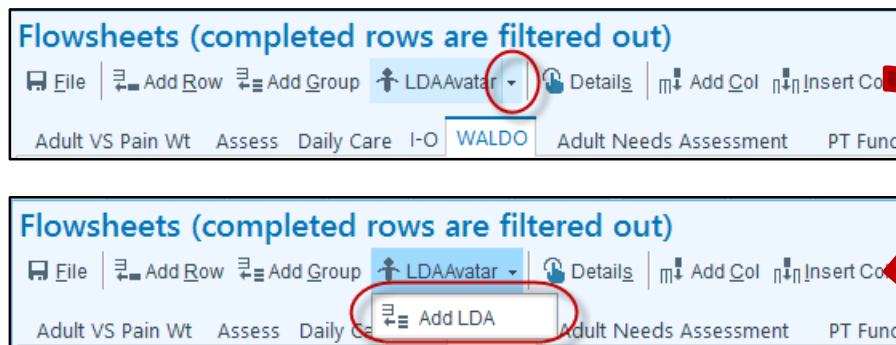 Flowsheets (completed rows are filtered out)
File Add Row Add Group LDAAvatar Details Add Col Insert Co
Adult VS Pain Wt Assess Daily Care I-O WALDO Adult Needs Assessment PT Func
Flowsheets (completed rows are filtered out)
File Add Row Add Group LDAAvatar Details Add Col Insert Co
Add LDA
Adult VS Pain Wt Assess Daily Ca Adult Needs Assessment PT Func